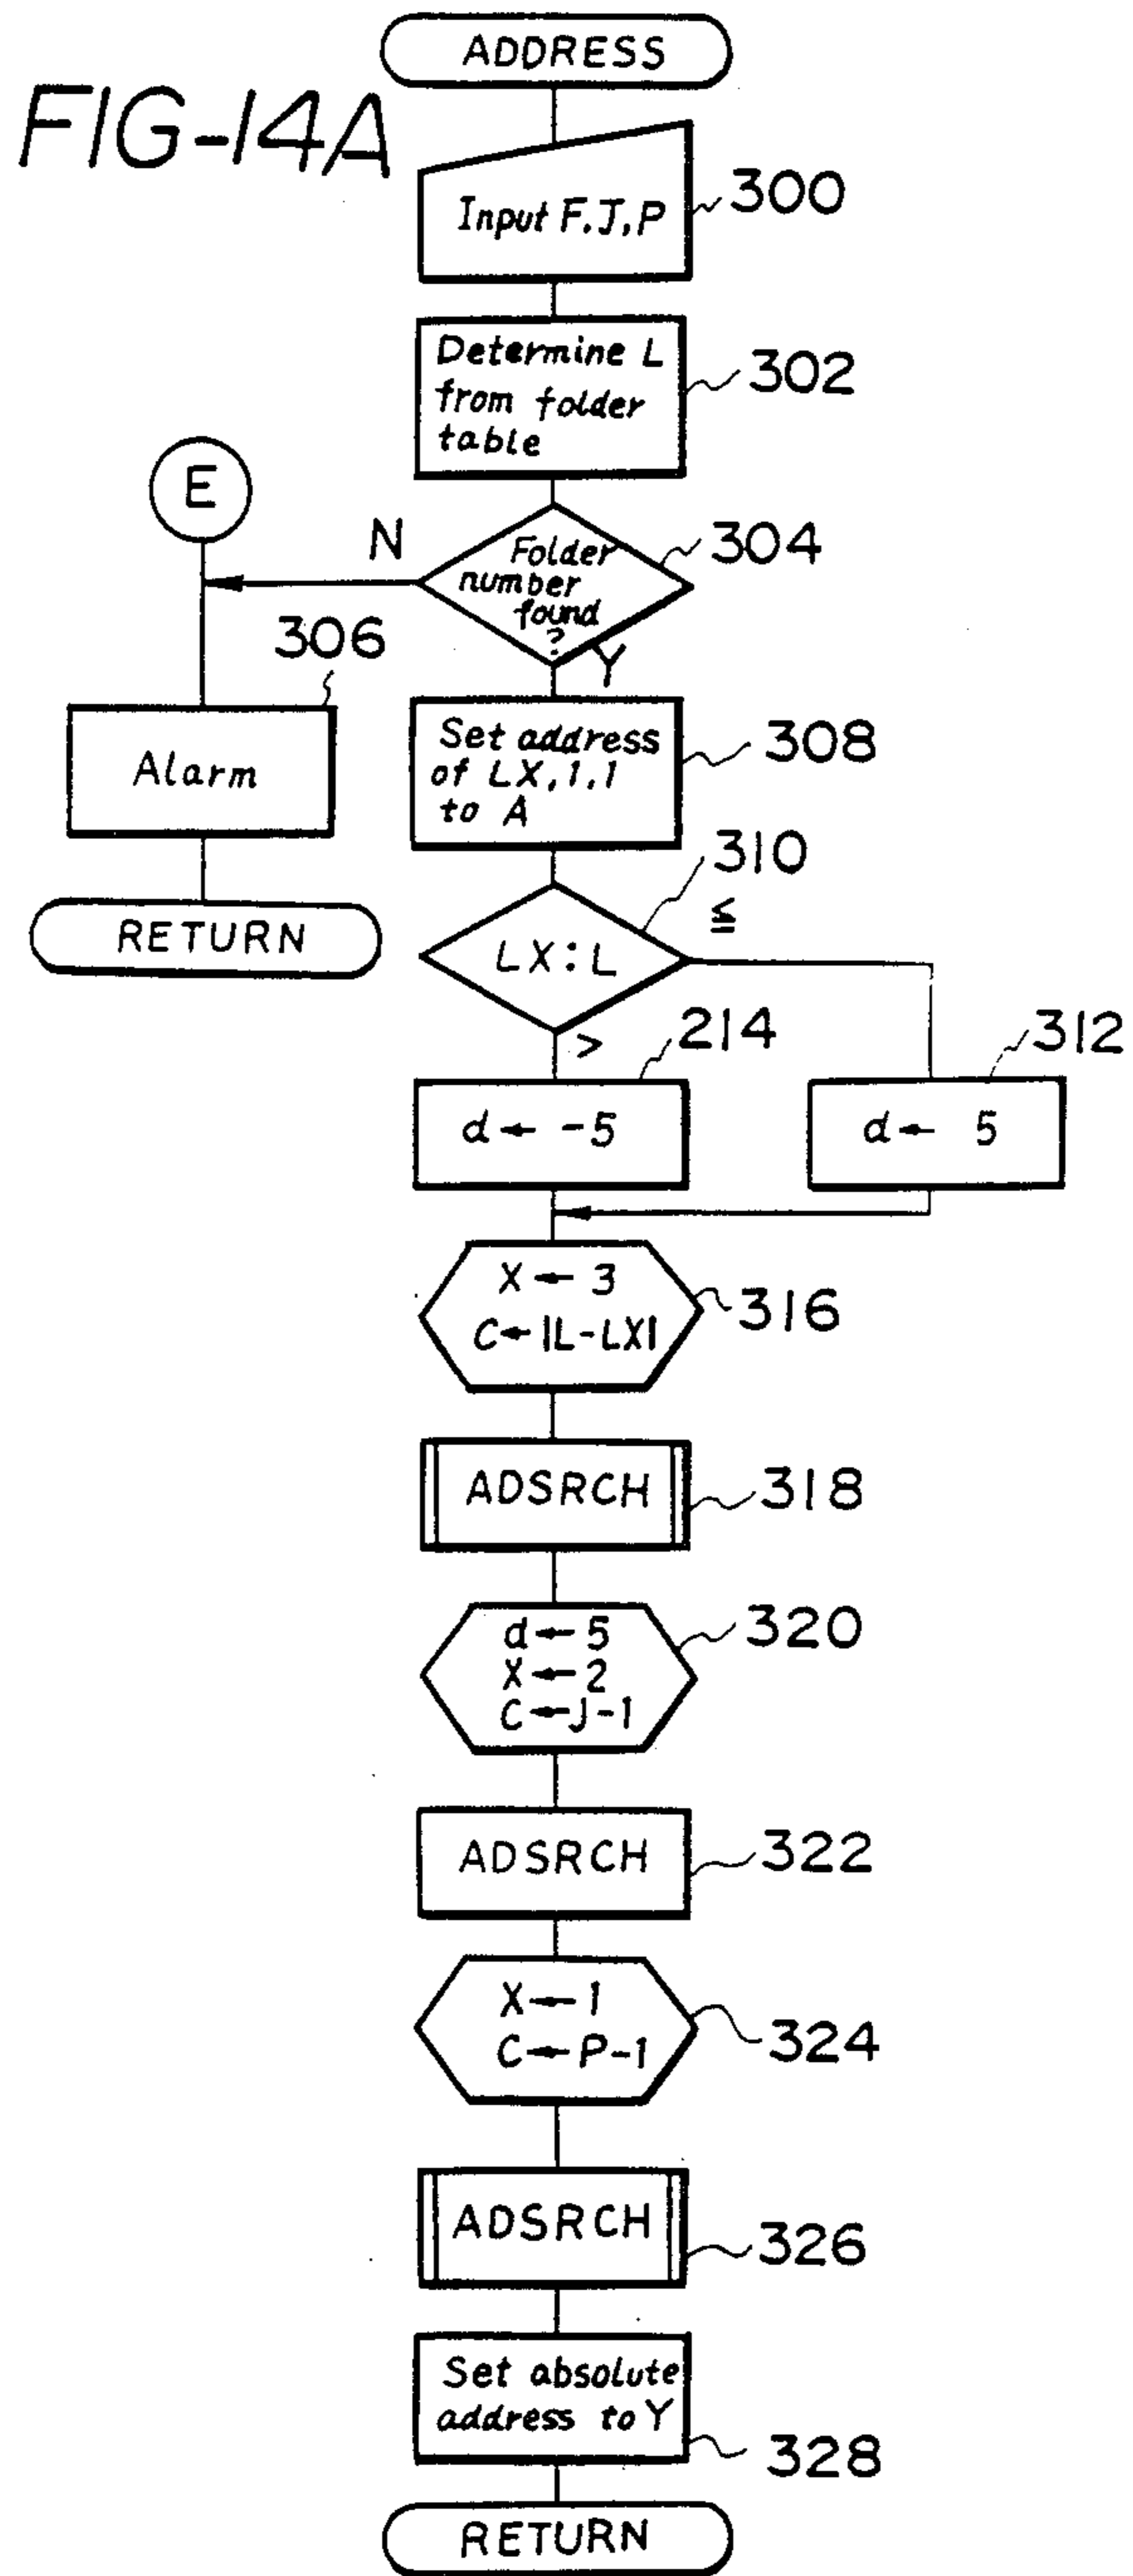 ADDRESS
FIG-14A
Input F.J,P
300
Determine L
from folder
table
302
E
N
Folder
number
found
?
304
Y
306
Alarm
Set address
of LX,1,1
to A
308
RETURN
310
LX:L
≦
>
214
d← -5
312
d← 5
X← 3
C←|L-LX|
316
ADSRCH
318
d←5
X←2
C←J-1
320
ADSRCH
322
X←1
C←P-1
324
ADSRCH
326
Set absolute
address to Y
328
RETURN